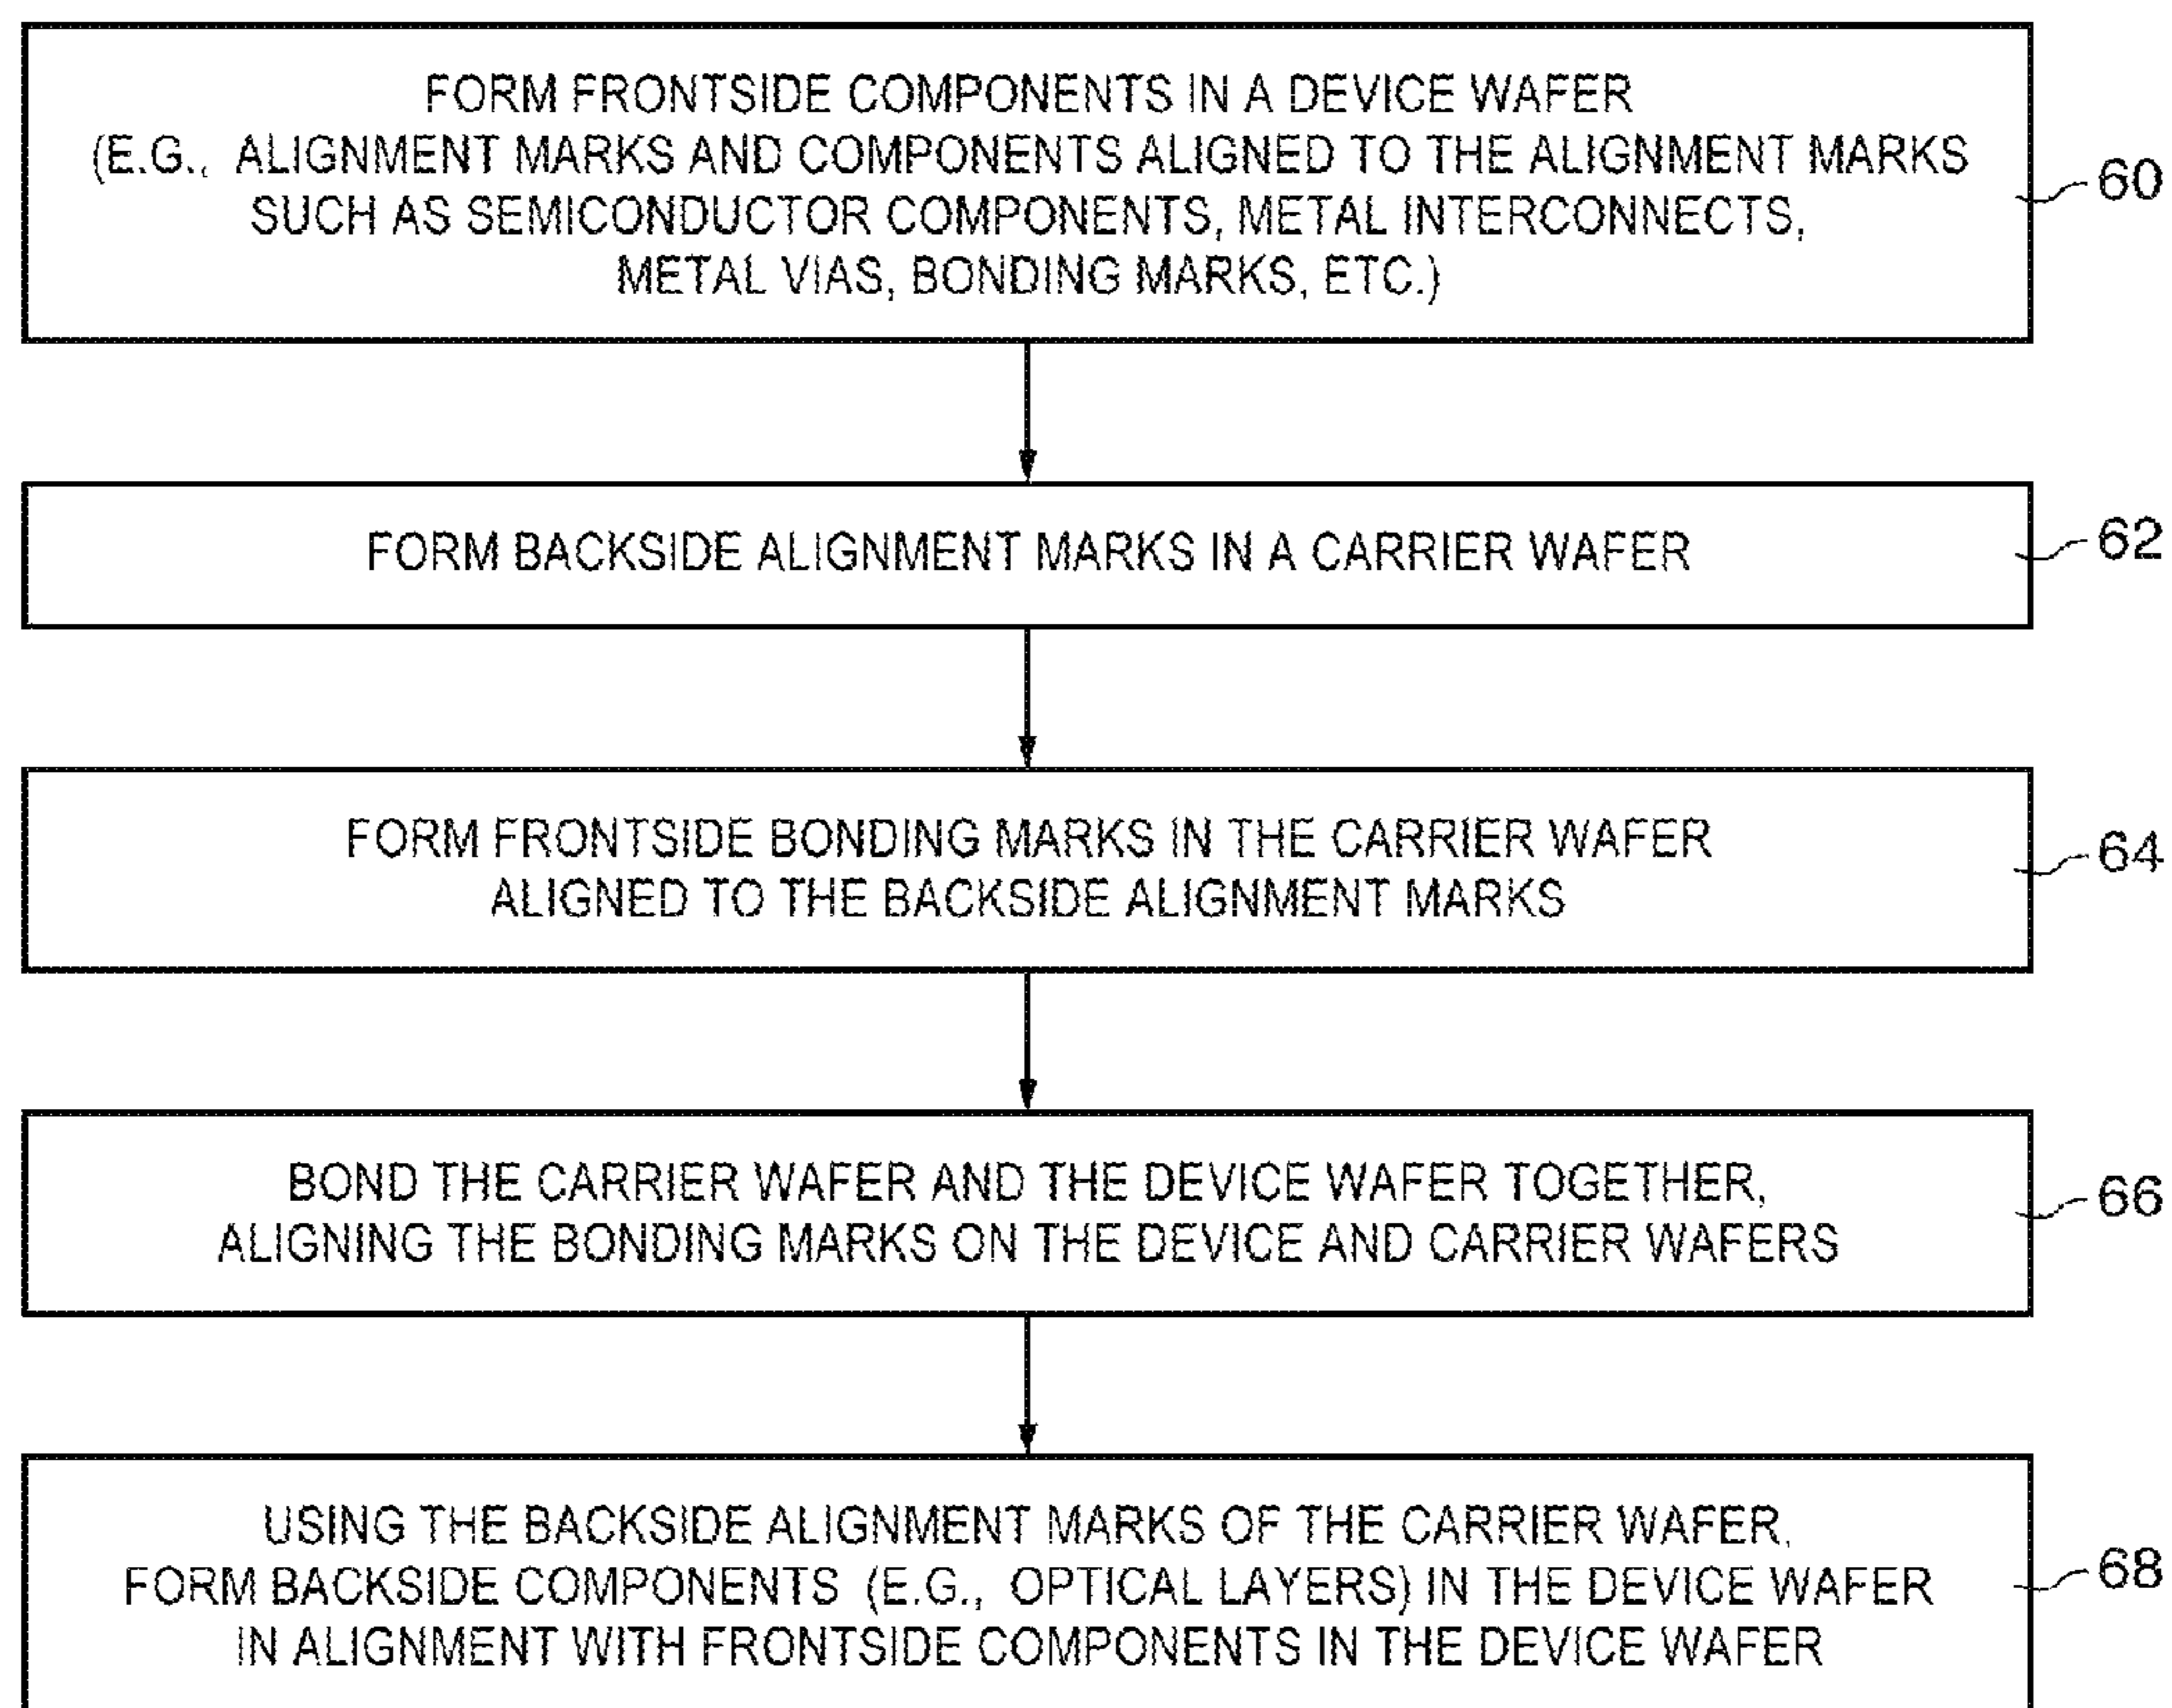 FORM FRONTSIDE COMPONENTS IN A DEVICE WAFER
(E.G., ALIGNMENT MARKS AND COMPONENTS ALIGNED TO THE ALIGNMENT MARKS
SUCH AS SEMICONDUCTOR COMPONENTS, METAL INTERCONNECTS,
METAL VIAS, BONDING MARKS, ETC.)
60
FORM BACKSIDE ALIGNMENT MARKS IN A CARRIER WAFER
62
FORM FRONTSIDE BONDING MARKS IN THE CARRIER WAFER
ALIGNED TO THE BACKSIDE ALIGNMENT MARKS
64
BOND THE CARRIER WAFER AND THE DEVICE WAFER TOGETHER,
ALIGNING THE BONDING MARKS ON THE DEVICE AND CARRIER WAFERS
66
USING THE BACKSIDE ALIGNMENT MARKS OF THE CARRIER WAFER,
FORM BACKSIDE COMPONENTS (E.G., OPTICAL LAYERS) IN THE DEVICE WAFER
IN ALIGNMENT WITH FRONTSIDE COMPONENTS IN THE DEVICE WAFER
68